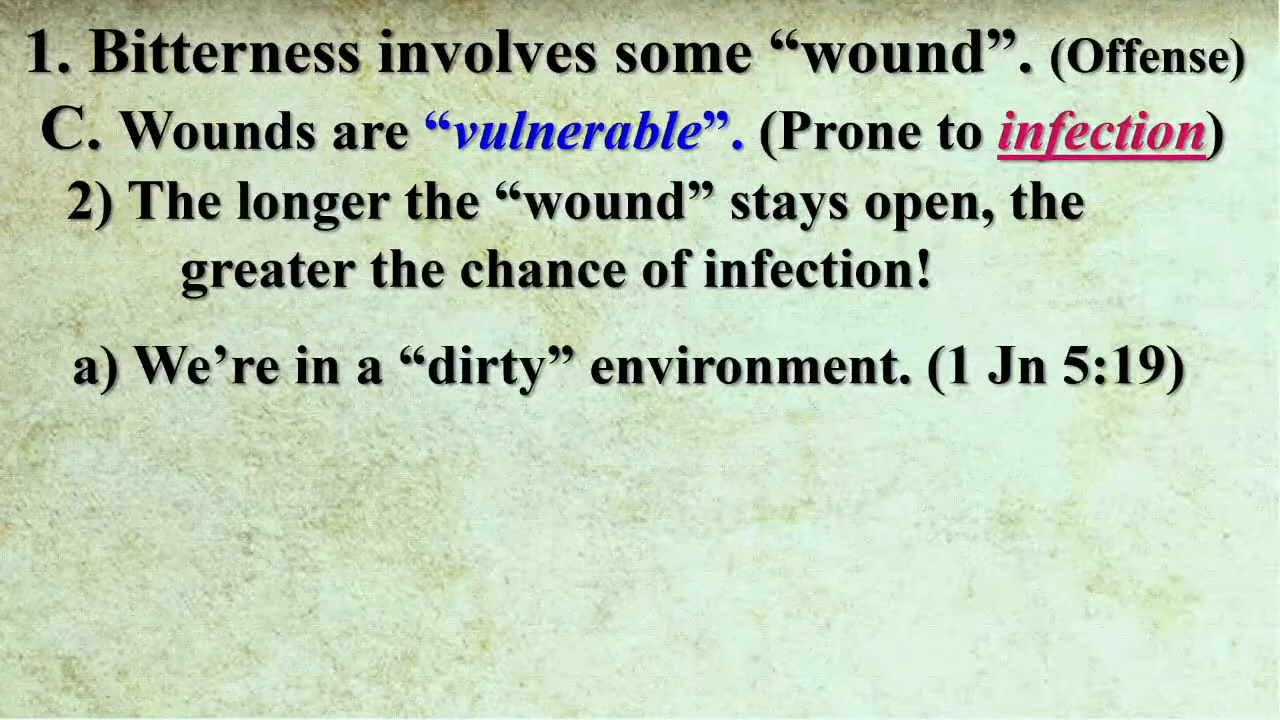 1. Bitterness involves some “wound”. (Offense)
C. Wounds are “vulnerable”. (Prone to infection)
2) The longer the “wound” stays open, the
greater the chance of infection!
a) We’re in a “dirty” environment. (1 Jn 5:19)